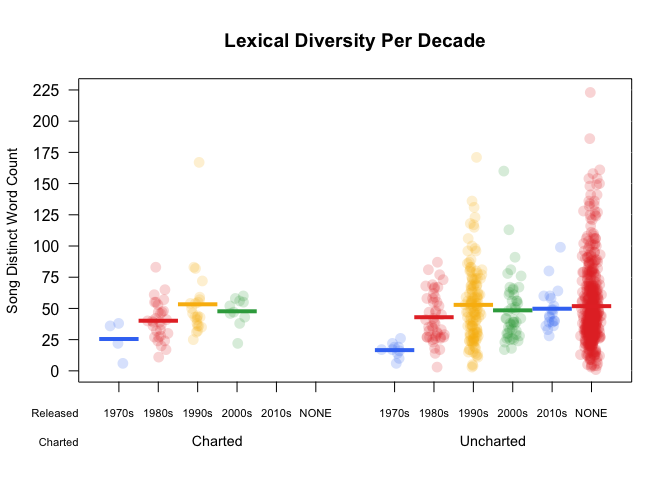 Lexical Diversity Per Decade
Song Distinct Word Count
225
200
175
150
125
100
75
50
25
0
Released 1970s 1980s 1990s 2000s 2010s NONE 1970s 1980s 1990s 2000s 2010s NONE
Charted Charted Uncharted